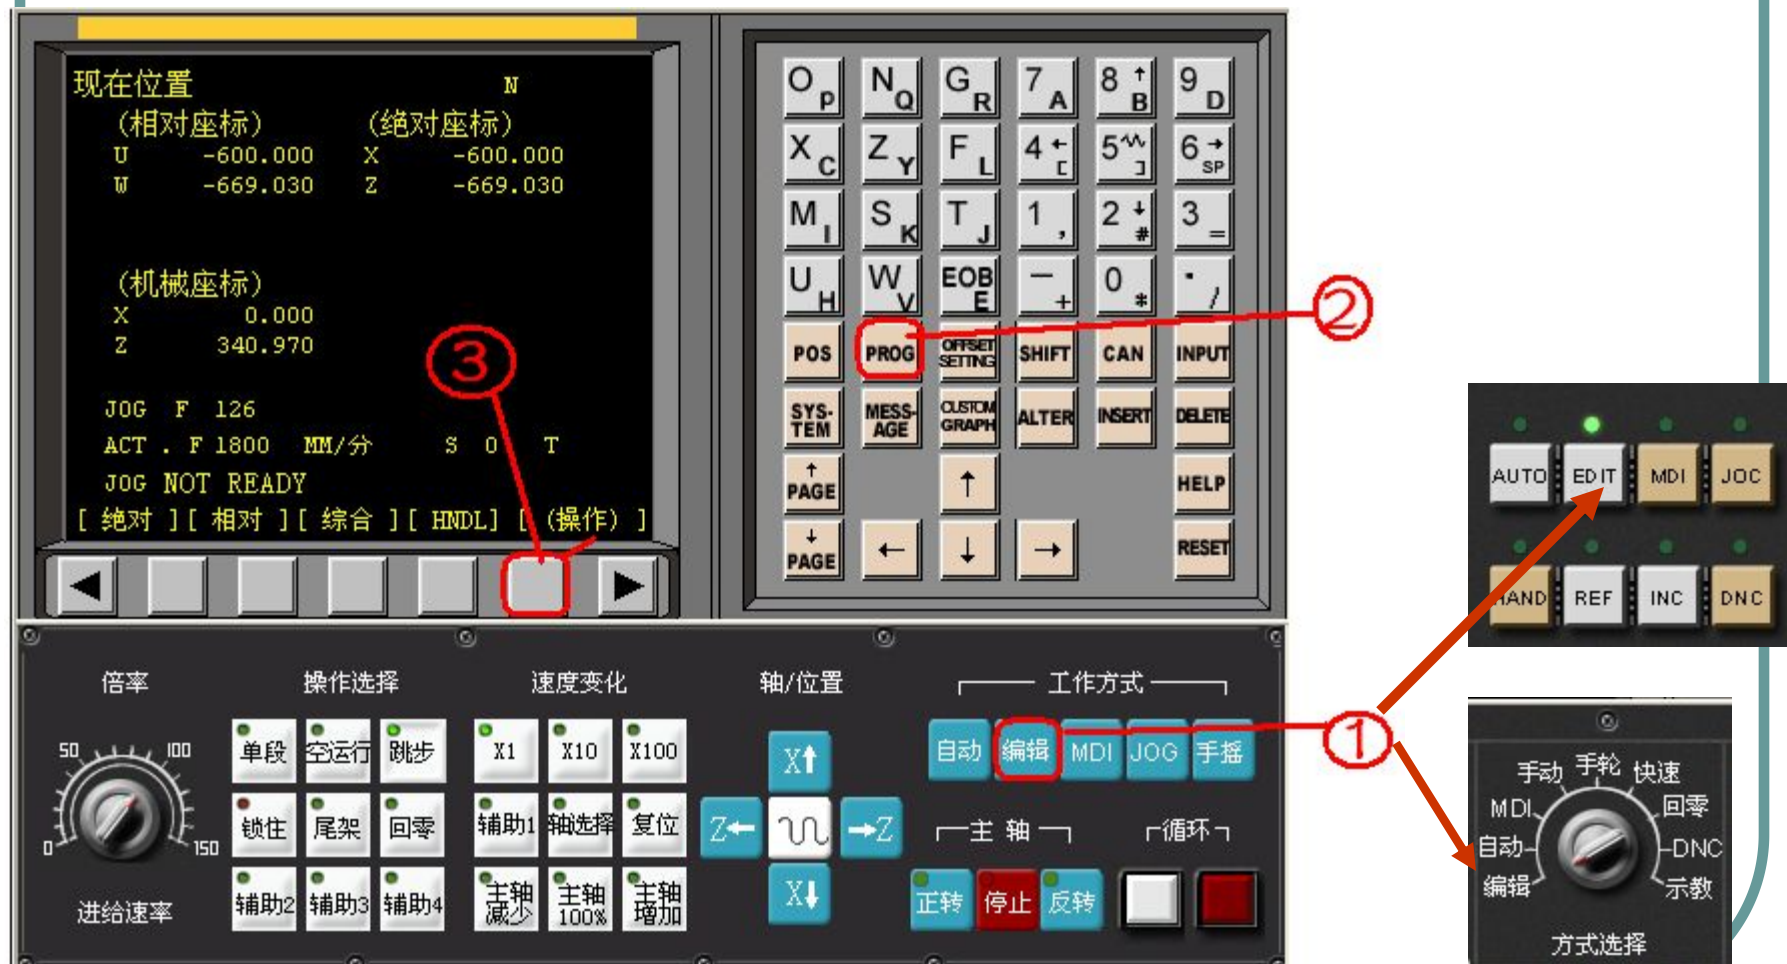 现在位置 N
(相对座标) (绝对座标)
U -600.000 X -600.000
W -669.030 Z -669.030
(机械座标)
X 0.000
Z 340.970
JOG F 126
ACT . F 1800 MM/分 S 0 T
JOG NOT READY
[ 绝对 ][ 相对 ][ 综合 ][ HNDL] [ (操作) ]
③
O P N Q G R 7 A 8 ↑ B 9 D
X C Z Y F L 4 ← [ 5 ] 6 → SP
M I S K T J 1 , 2 ↓ # 3 =
U H W V EOB E — + 0 * · /
POS PROG OFFSET SETTING SHIFT CAN INPUT
SYS-TEM MESS-AGE CUSTOM GRAPH ALTER INSERT DELETE
↑ PAGE ↑ HELP
↓ PAGE ← ↓ → RESET
②
AUTO EDIT MDI JOC
HAND REF INC DNC
倍率 操作选择 速度变化 轴/位置 工作方式
0 50 100 150
进给速率
单段 空运行 跳步
锁住 尾架 回零
辅助2 辅助3 辅助4
X1 X10 X100
辅助1 轴选择 复位
主轴减少 主轴100% 主轴增加
X↑
Z← →Z
X↓
自动 编辑 MDI JOG 手摇
①
主 轴 循环
正转 停止 反转
手动 手轮 快速
MDI 回零
自动 DNC
编辑 示教
方式选择